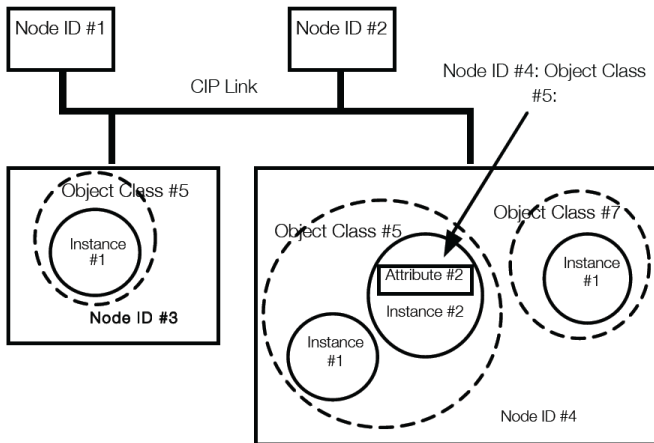 Node ID #1
Node ID #2
CIP Link
Node ID #4: Object Class
#5:
Object Class #5
Instance
#1
Node ID #3
Object Class #5
Attribute #2
Instance #2
Instance
#1
Object Class #7
Instance
#1
Node ID #4